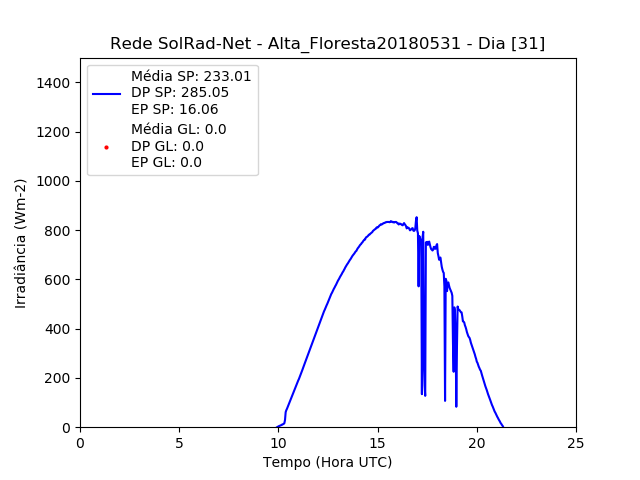 Rede SolRad-Net - Alta_Floresta20180531 - Dia [31]
Média SP: 233.01
DP SP: 285.05
EP SP: 16.06
Média GL: 0.0
DP GL: 0.0
EP GL: 0.0
Irradiância (Wm-2)
1400
1200
1000
800
600
400
200
0
0 5 10 15 20 25
Tempo (Hora UTC)